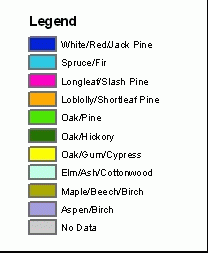 Legend
White/Red/Jack Pine
Spruce/Fir
Longleaf/Slash Pine
Loblolly/Shortleaf Pine
Oak/Pine
Oak/Hickory
Oak/Gum/Cypress
Elm/Ash/Cottonwood
Maple/Beech/Birch
Aspen/Birch
No Data